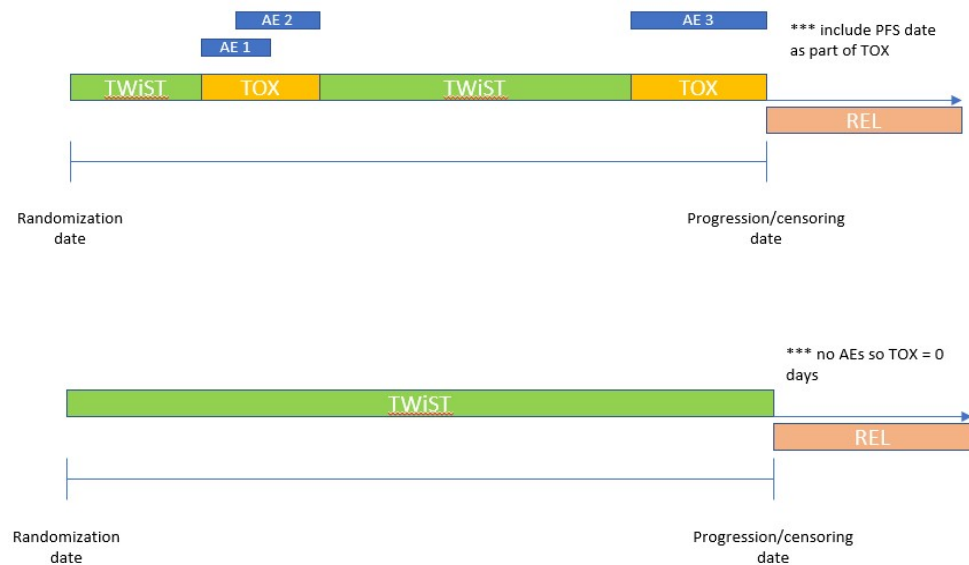 AE 2
AE 3
AE 1
*** include PFS date
as part of TOX
TWiST
TOX
TWiST
TOX
REL
Randomization
date
Progression/censoring
date
*** no AEs so TOX = 0
days
TWiST
REL
Randomization
date
Progression/censoring
date